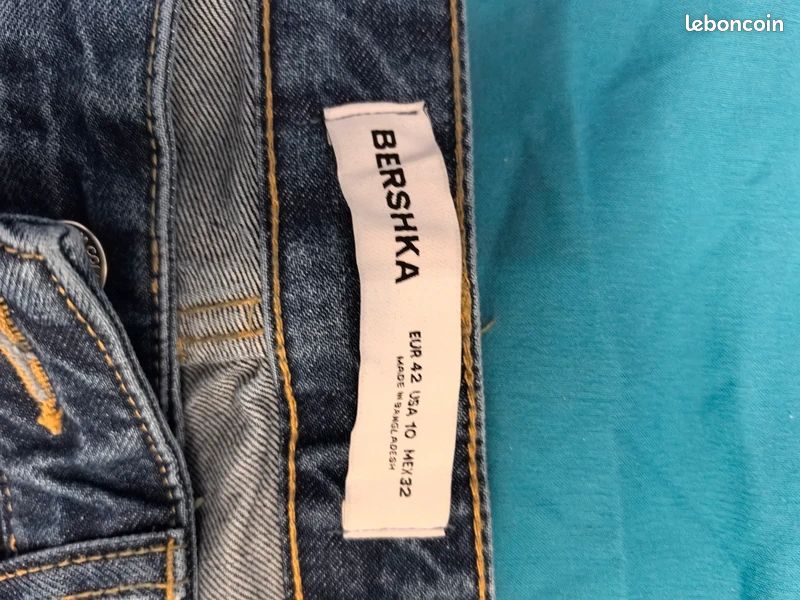 leboncoin
BERSHKA
EUR 42 USA 10 MEX 32
MADE IN BANGLADESH